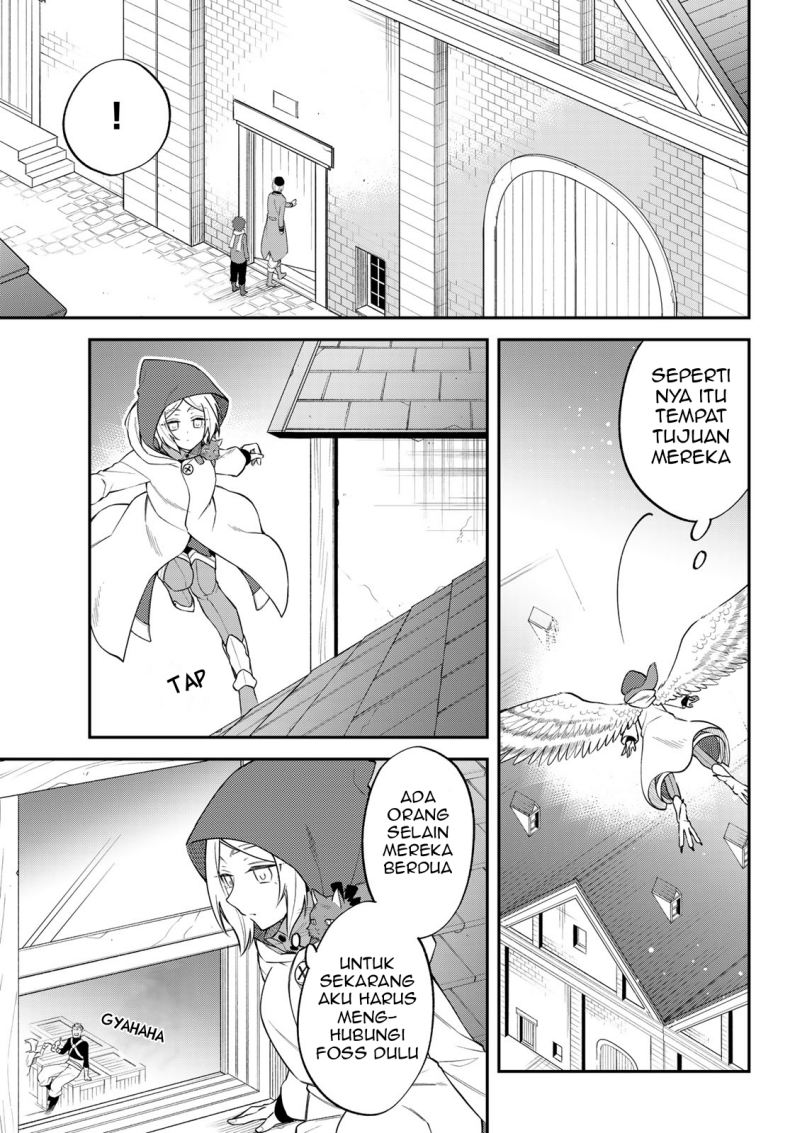 !
SEPERTI
NYA ITU
TEMPAT
TUJUAN
MEREKA
TAP
ADA
ORANG
SELAIN
MEREKA
BERDUA
UNTUK
SEKARANG
AKU HARUS
MENG-
HUBUNGI
FOSS DULU
GYAHAHA